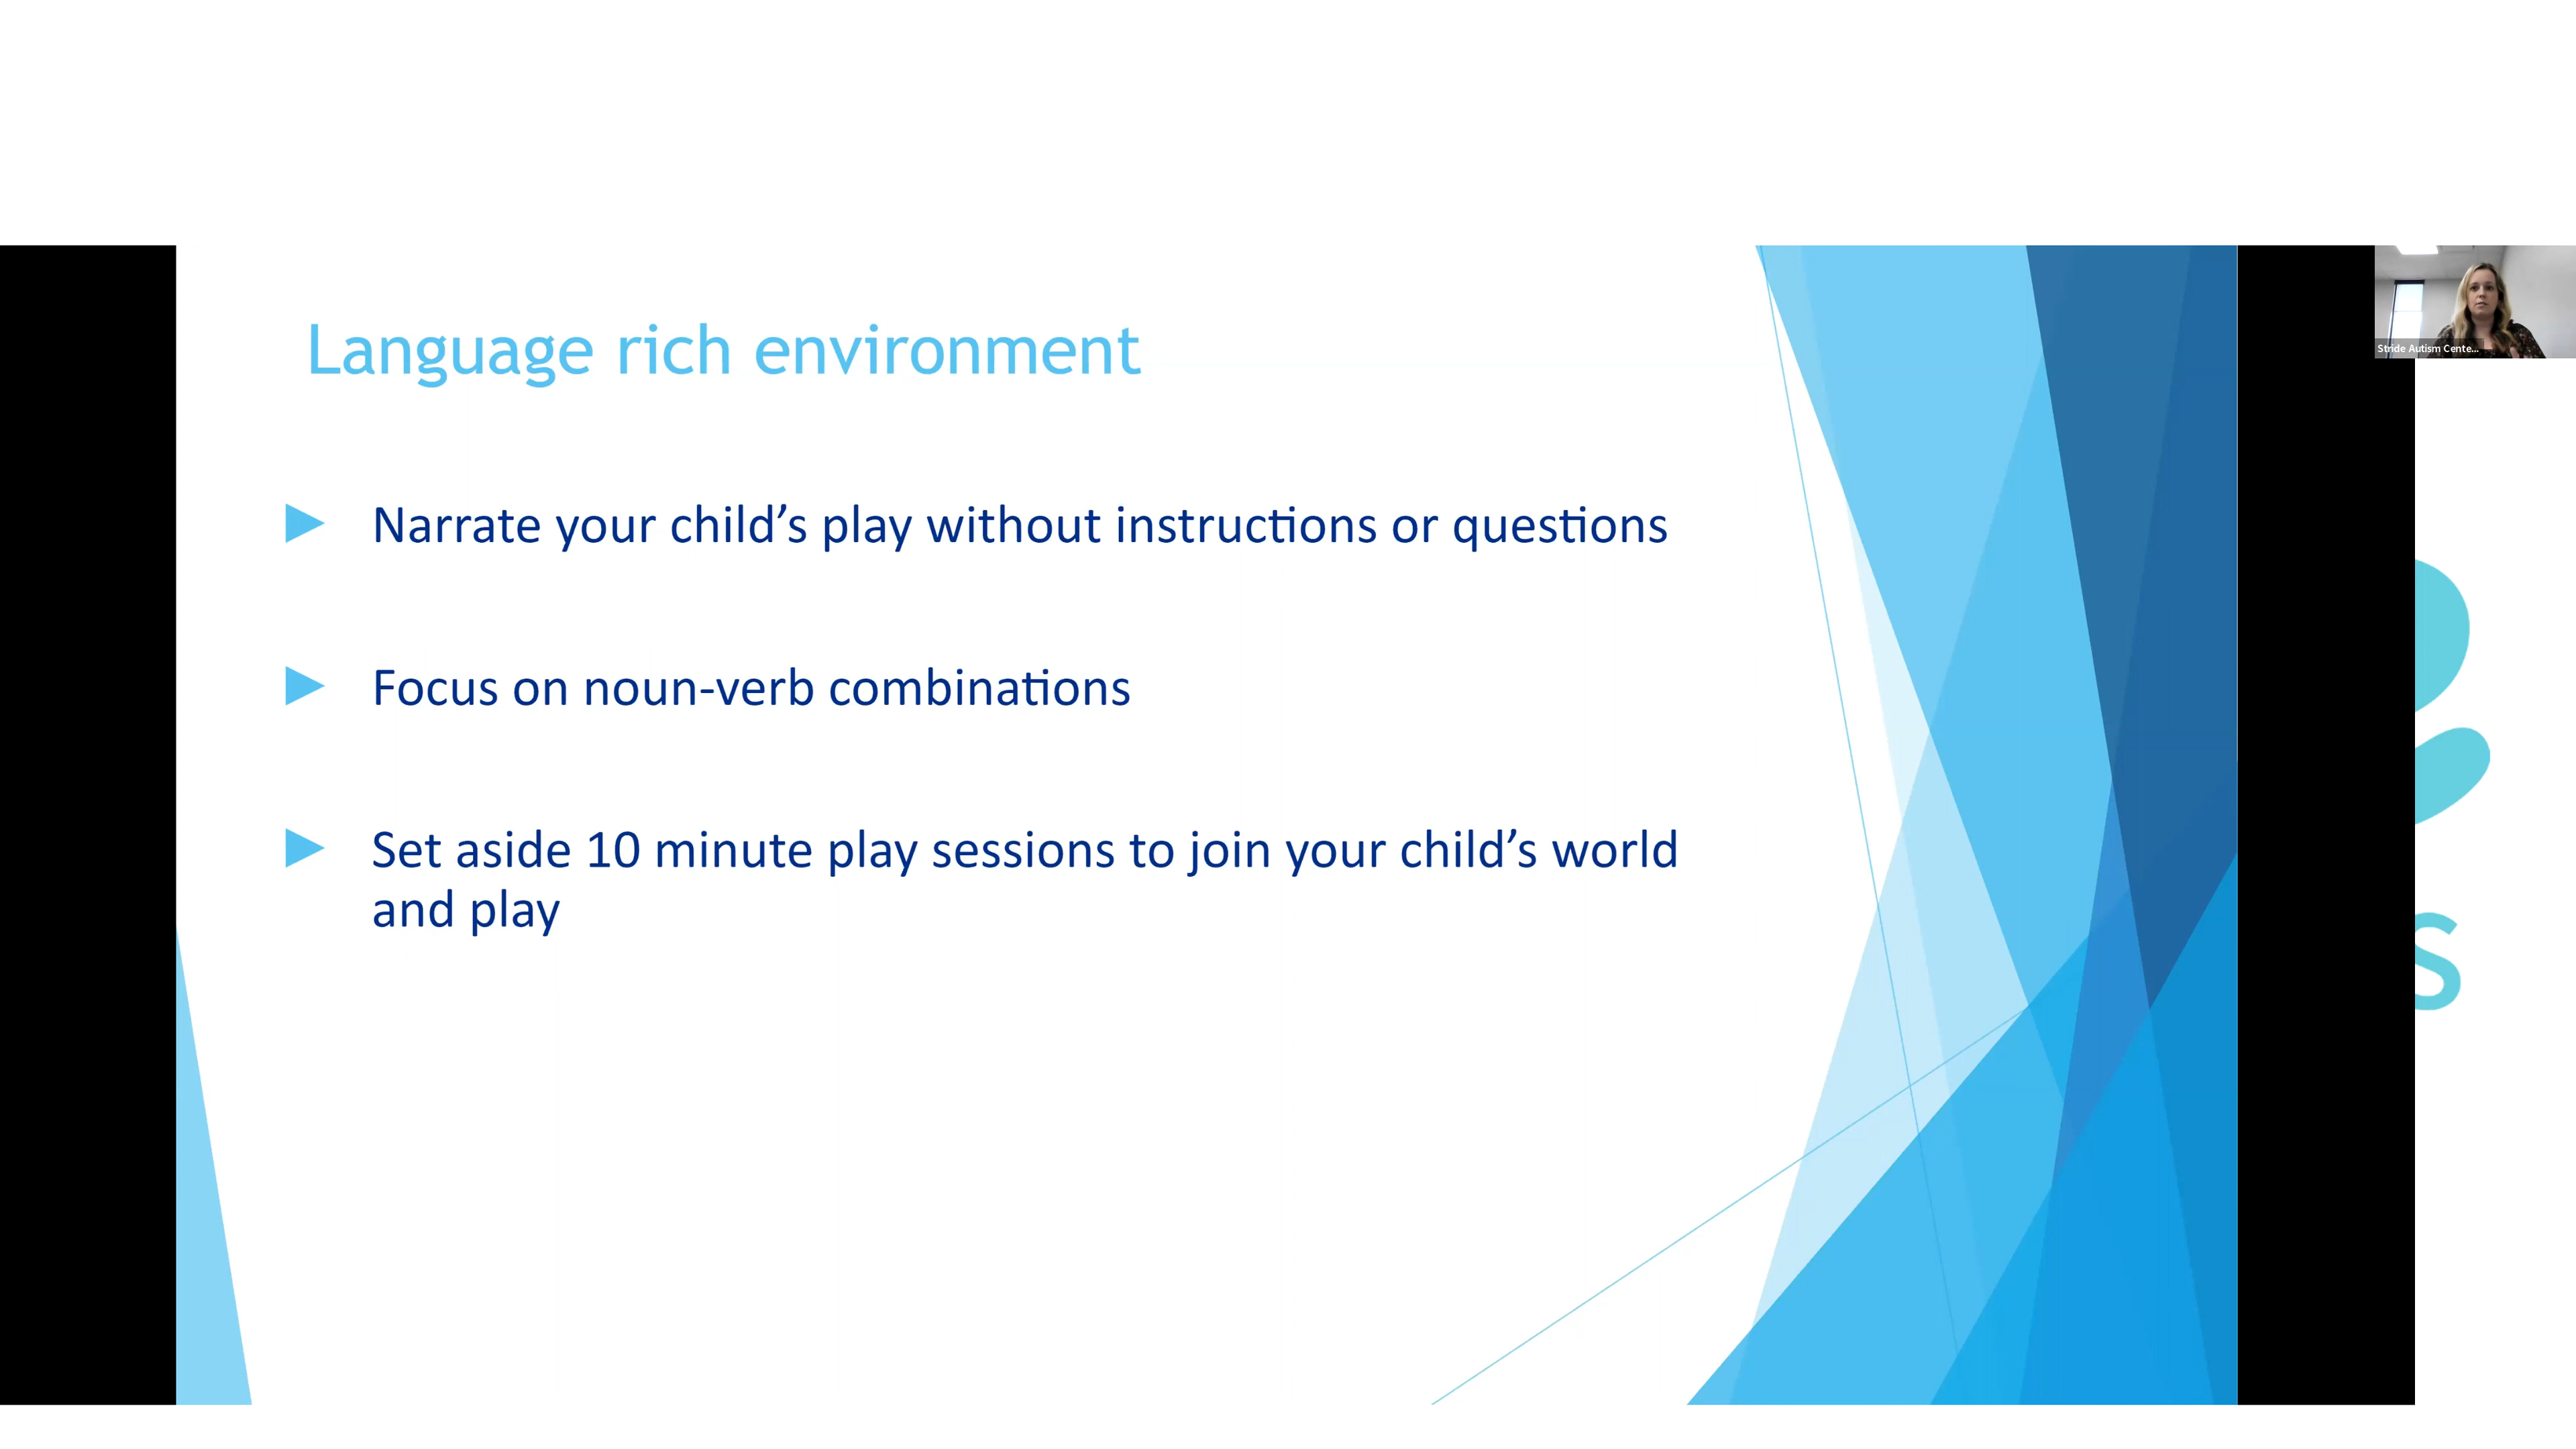 Language rich environment
Narrate your child’s play without instructions or questions
Focus on noun-verb combinations
Set aside 10 minute play sessions to join your child’s world
and play
Stride Autism Cente...
s